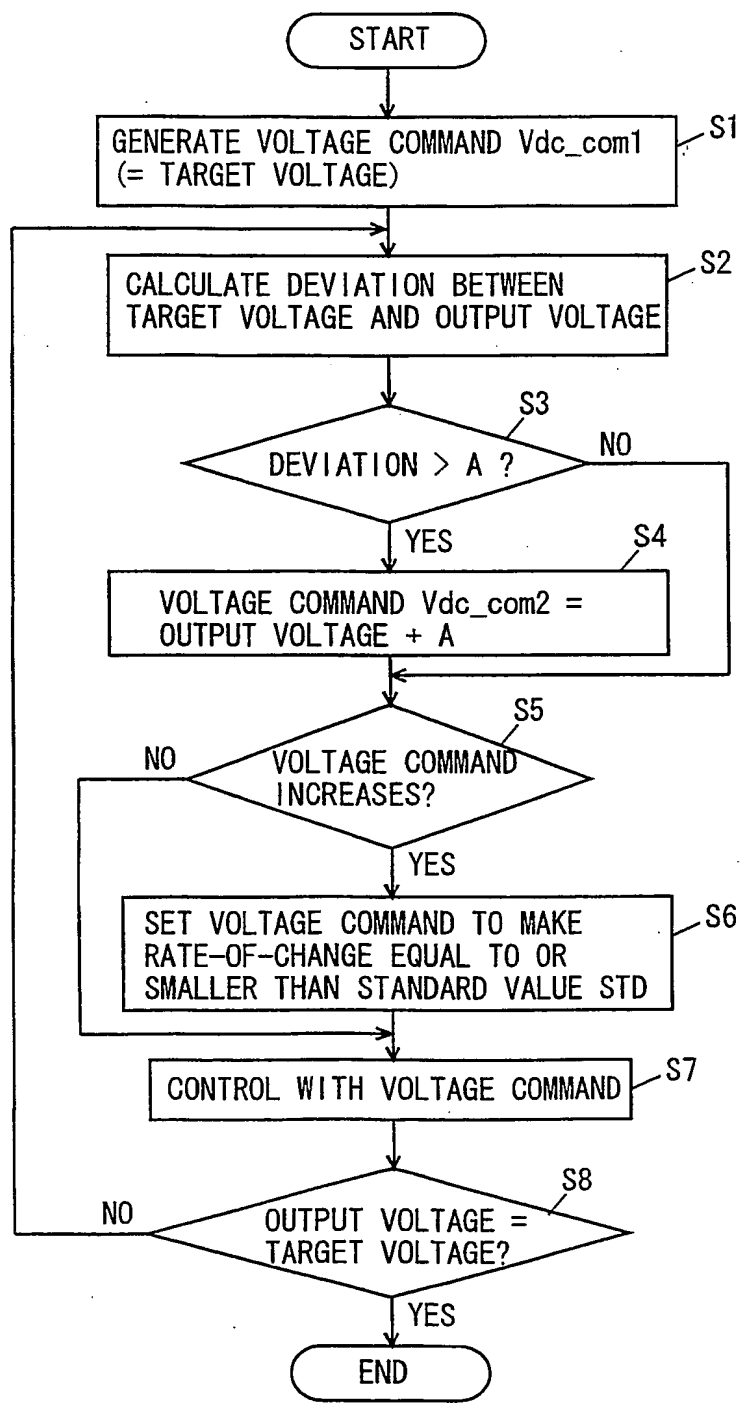 START
GENERATE VOLTAGE COMMAND Vdc_com1
(= TARGET VOLTAGE)
S1
CALCULATE DEVIATION BETWEEN
TARGET VOLTAGE AND OUTPUT VOLTAGE
S2
S3
DEVIATION > A ?
NO
YES
S4
VOLTAGE COMMAND Vdc_com2 =
OUTPUT VOLTAGE + A
S5
NO
VOLTAGE COMMAND
INCREASES?
YES
SET VOLTAGE COMMAND TO MAKE
RATE-OF-CHANGE EQUAL TO OR
SMALLER THAN STANDARD VALUE STD
S6
CONTROL WITH VOLTAGE COMMAND
S7
S8
NO
OUTPUT VOLTAGE =
TARGET VOLTAGE?
YES
END